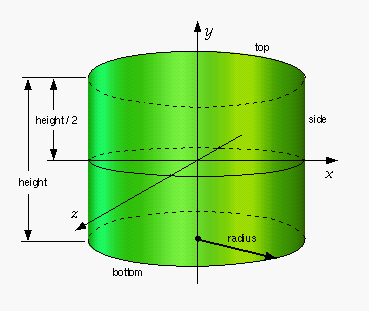 y
top
height / 2
side
x
height
z
radius
bottom